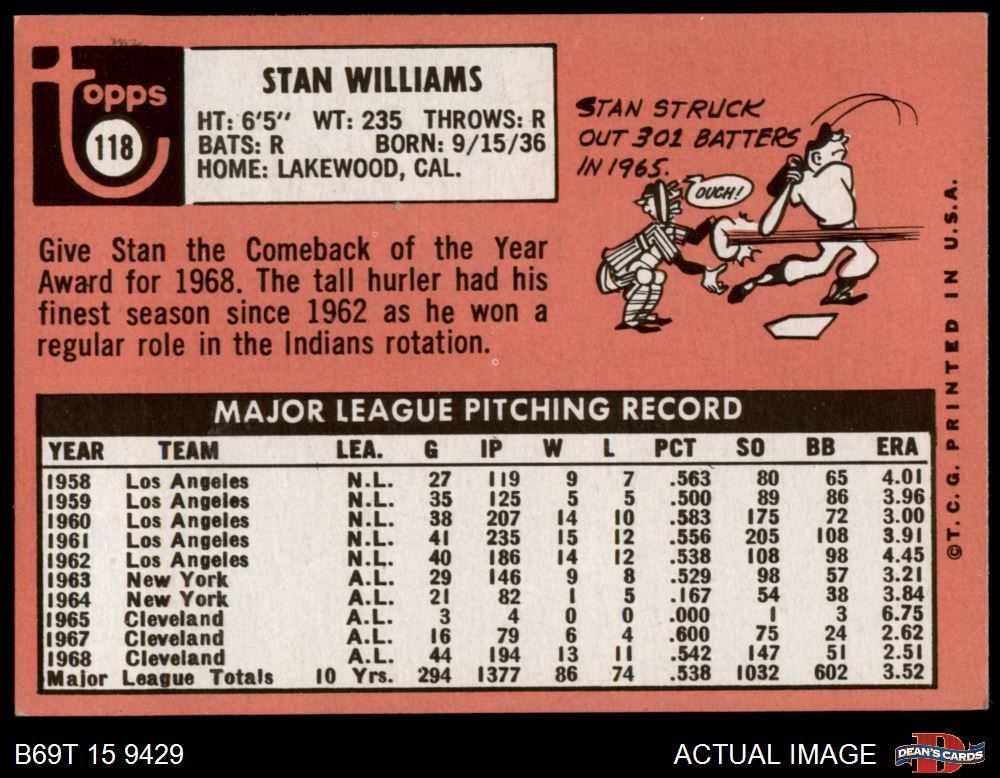 topps
118
STAN WILLIAMS
HT: 6'5" WT: 235 THROWS: R
BATS: R BORN: 9/15/36
HOME: LAKEWOOD, CAL.
STAN STRUCK
OUT 301 BATTERS
IN 1965.
OUCH!
Give Stan the Comeback of the Year
Award for 1968. The tall hurler had his
finest season since 1962 as he won a
regular role in the Indians rotation.
©T.C.G. PRINTED IN U.S.A.
MAJOR LEAGUE PITCHING RECORD
YEAR TEAM LEA. G IP W L PCT SO BB ERA
1958 Los Angeles N.L. 27 119 9 7 .563 80 65 4.01
1959 Los Angeles N.L. 35 125 5 5 .500 89 86 3.96
1960 Los Angeles N.L. 38 207 14 10 .583 175 72 3.00
1961 Los Angeles N.L. 41 235 15 12 .556 205 108 3.91
1962 Los Angeles N.L. 40 186 14 12 .538 108 98 4.45
1963 New York A.L. 29 146 9 8 .529 98 57 3.21
1964 New York A.L. 21 82 1 5 .167 54 38 3.84
1965 Cleveland A.L. 3 4 0 0 .000 1 3 6.75
1967 Cleveland A.L. 16 79 6 4 .600 75 24 2.62
1968 Cleveland A.L. 44 194 13 11 .542 147 51 2.51
Major League Totals 10 Yrs. 294 1377 86 74 .538 1032 602 3.52
B69T 15 9429
ACTUAL IMAGE
DEAN'S CARDS